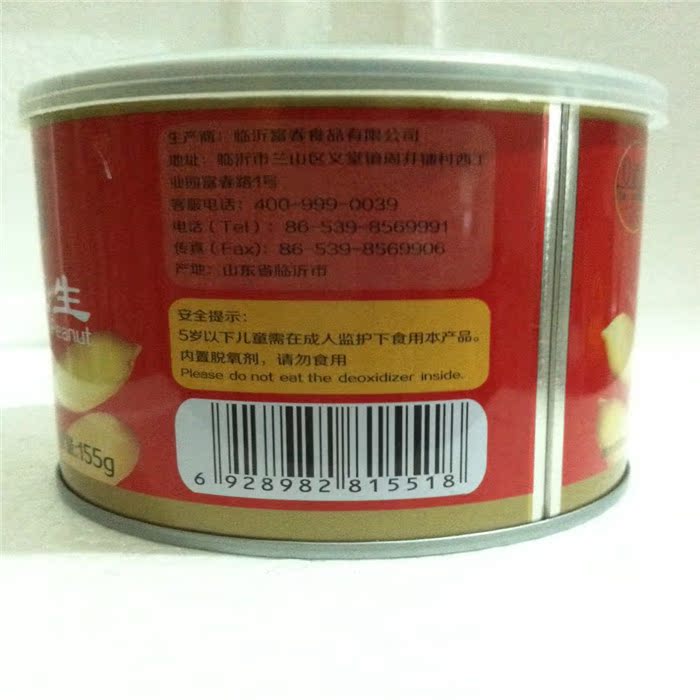 生产商：临沂富春食品有限公司
地址：临沂市兰山区义堂镇周井铺村西工
业园富春路1号
客服电话：400-999-0039
电话(Tel)：86-539-8569991
传真(Fax)：86-539-8569906
产地：山东省临沂市
生
eanut
155g
安全提示：
5岁以下儿童需在成人监护下食用本产品。
内置脱氧剂，请勿食用
Please do not eat the deoxidizer inside.
6 928982 815518